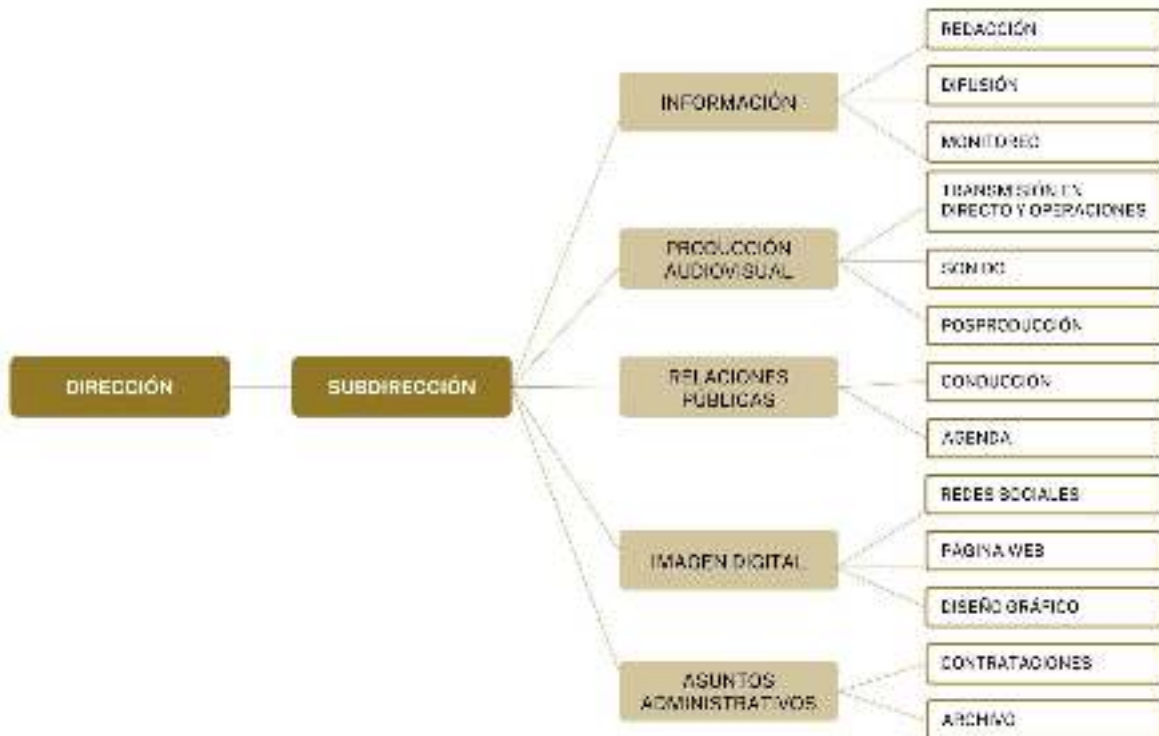 DIRECCIÓN
SUBDIRECCIÓN
INFORMACIÓN
REDACCIÓN
DIFUSIÓN
MONITOREO
PRODUCCIÓN
AUDIOVISUAL
TRANSMISIÓN EN
DIRECTO Y OPERACIONES
SONIDO
POSPRODUCCIÓN
RELACIONES
PÚBLICAS
CONDUCCIÓN
AGENDA
IMAGEN DIGITAL
REDES SOCIALES
PÁGINA WEB
DISEÑO GRÁFICO
ASUNTOS
ADMINISTRATIVOS
CONTRATACIONES
ARCHIVO